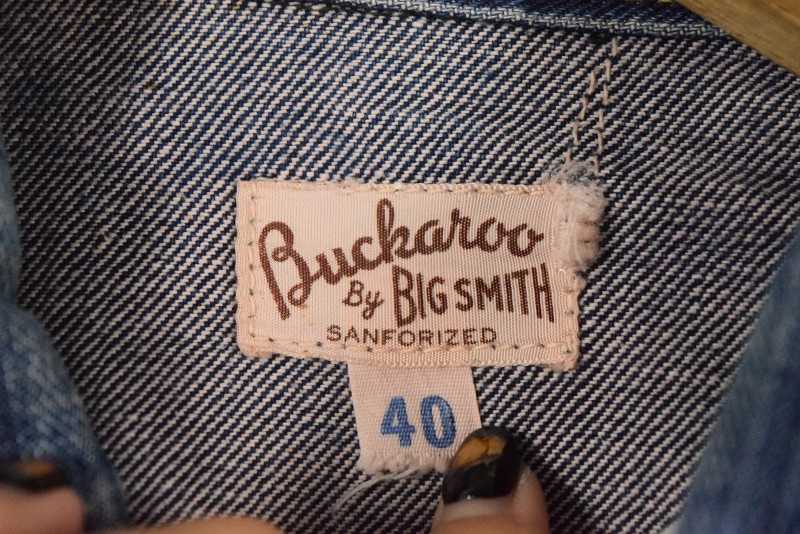 Buckaroo
By BIG SMITH
SANFORIZED
40